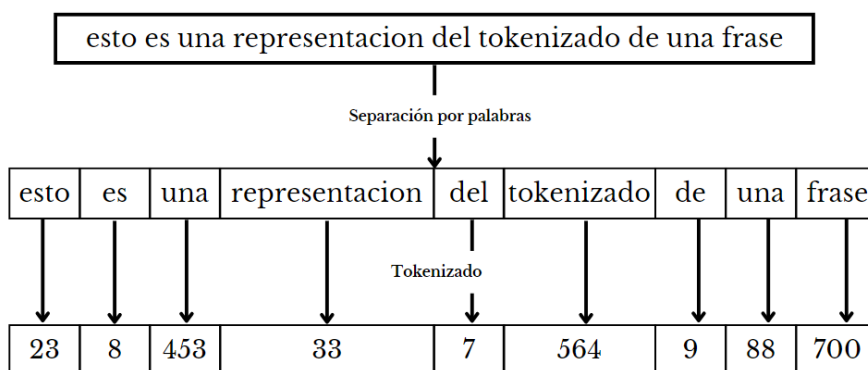 esto es una representacion del tokenizado de una frase
Separación por palabras
esto es una representacion del tokenizado de una frase
Tokenizado
23 8 453 33 7 564 9 88 700